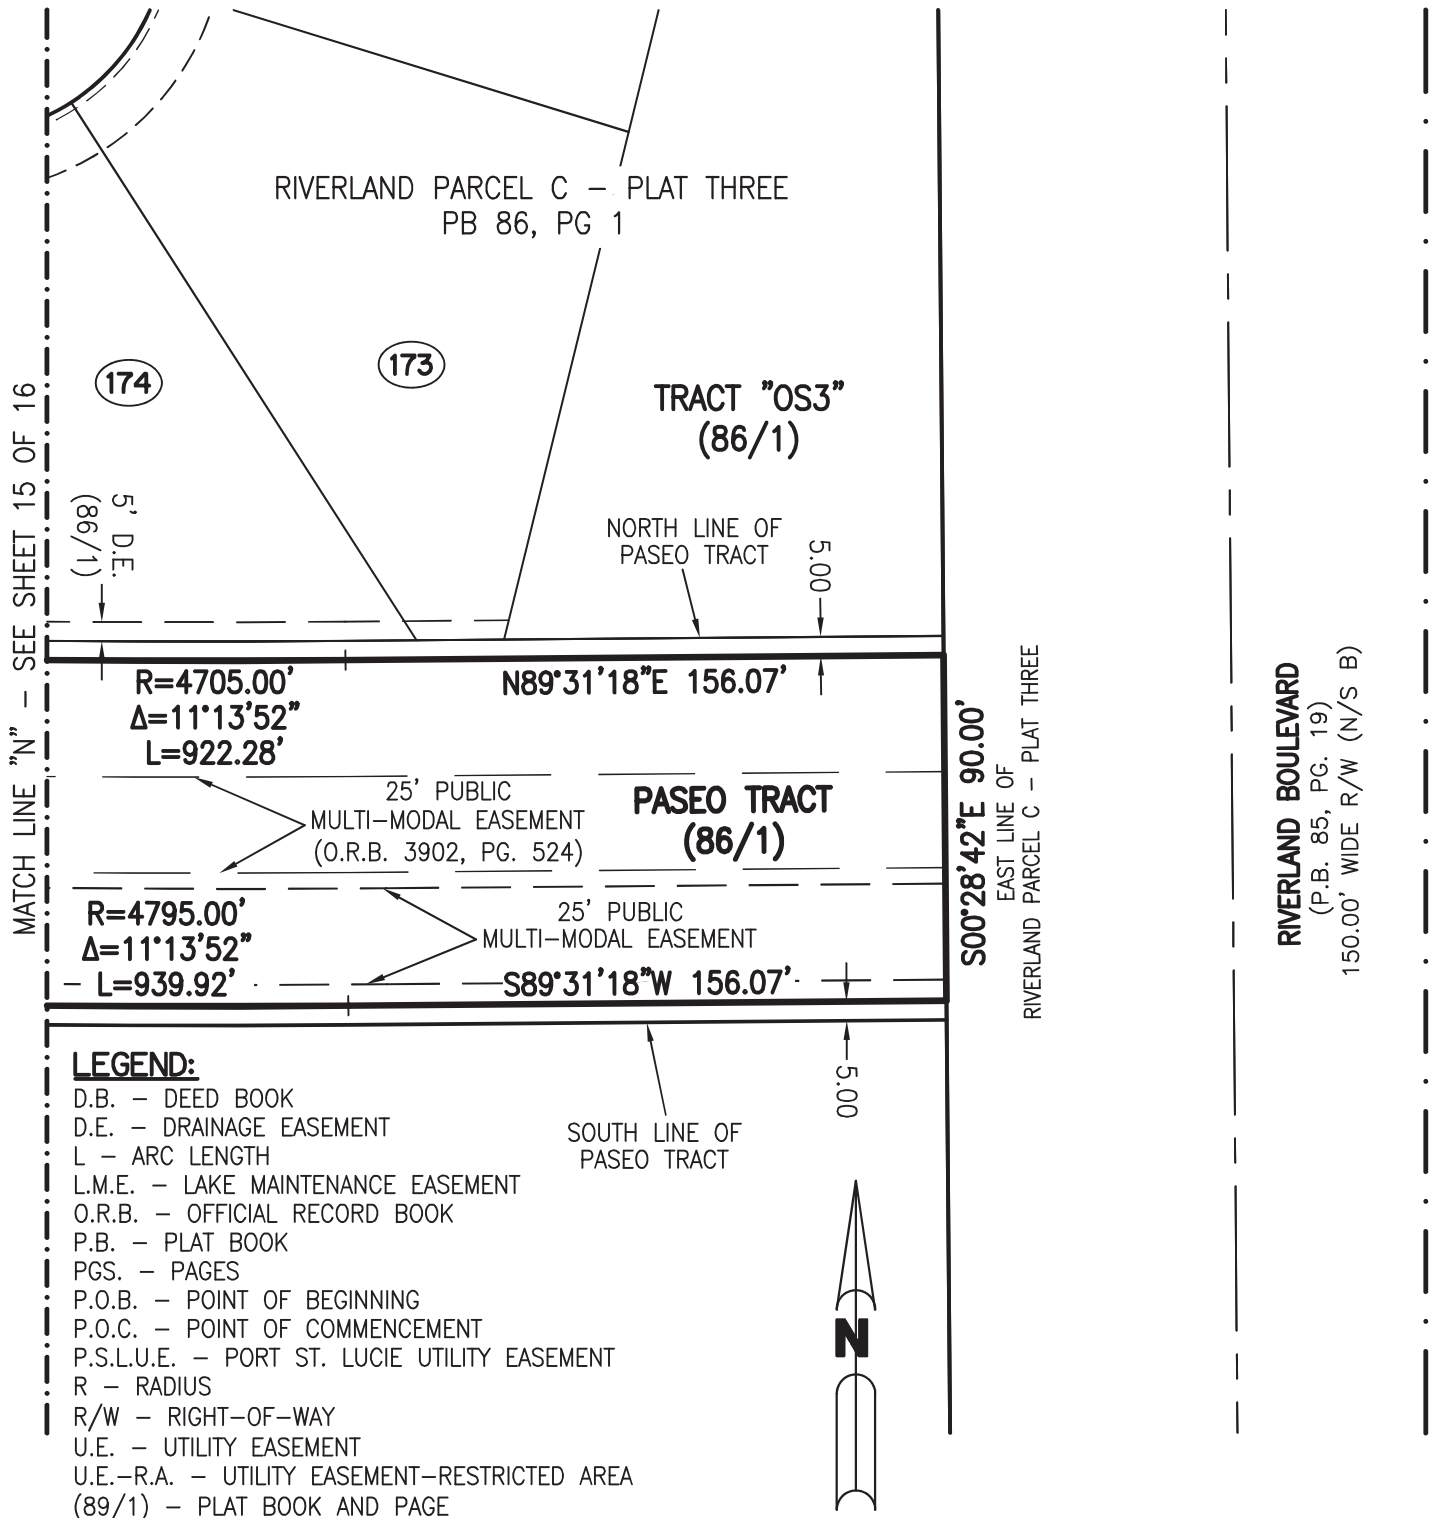 RIVERLAND PARCEL C - PLAT THREE
PB 86, PG 1
174
173
TRACT "OS3"
(86/1)
MATCH LINE "N" - SEE SHEET 15 OF 16
5' D.E.
(86/1)
NORTH LINE OF
PASEO TRACT
5.00
R=4705.00'
Δ=11°13'52"
L=922.28'
N89°31'18"E 156.07'
25' PUBLIC
MULTI-MODAL EASEMENT
(O.R.B. 3902, PG. 524)
PASEO TRACT
(86/1)
R=4795.00'
Δ=11°13'52"
L=939.92'
25' PUBLIC
MULTI-MODAL EASEMENT
S89°31'18"W 156.07'
S00°28'42"E 90.00'
EAST LINE OF
RIVERLAND PARCEL C - PLAT THREE
RIVERLAND BOULEVARD
(P.B. 85, PG. 19)
150.00' WIDE R/W (N/S B)
5.00
SOUTH LINE OF
PASEO TRACT
LEGEND:
D.B. - DEED BOOK
D.E. - DRAINAGE EASEMENT
L - ARC LENGTH
L.M.E. - LAKE MAINTENANCE EASEMENT
O.R.B. - OFFICIAL RECORD BOOK
P.B. - PLAT BOOK
PGS. - PAGES
P.O.B. - POINT OF BEGINNING
P.O.C. - POINT OF COMMENCEMENT
P.S.L.U.E. - PORT ST. LUCIE UTILITY EASEMENT
R - RADIUS
R/W - RIGHT-OF-WAY
U.E. - UTILITY EASEMENT
U.E.-R.A. - UTILITY EASEMENT-RESTRICTED AREA
(89/1) - PLAT BOOK AND PAGE
N